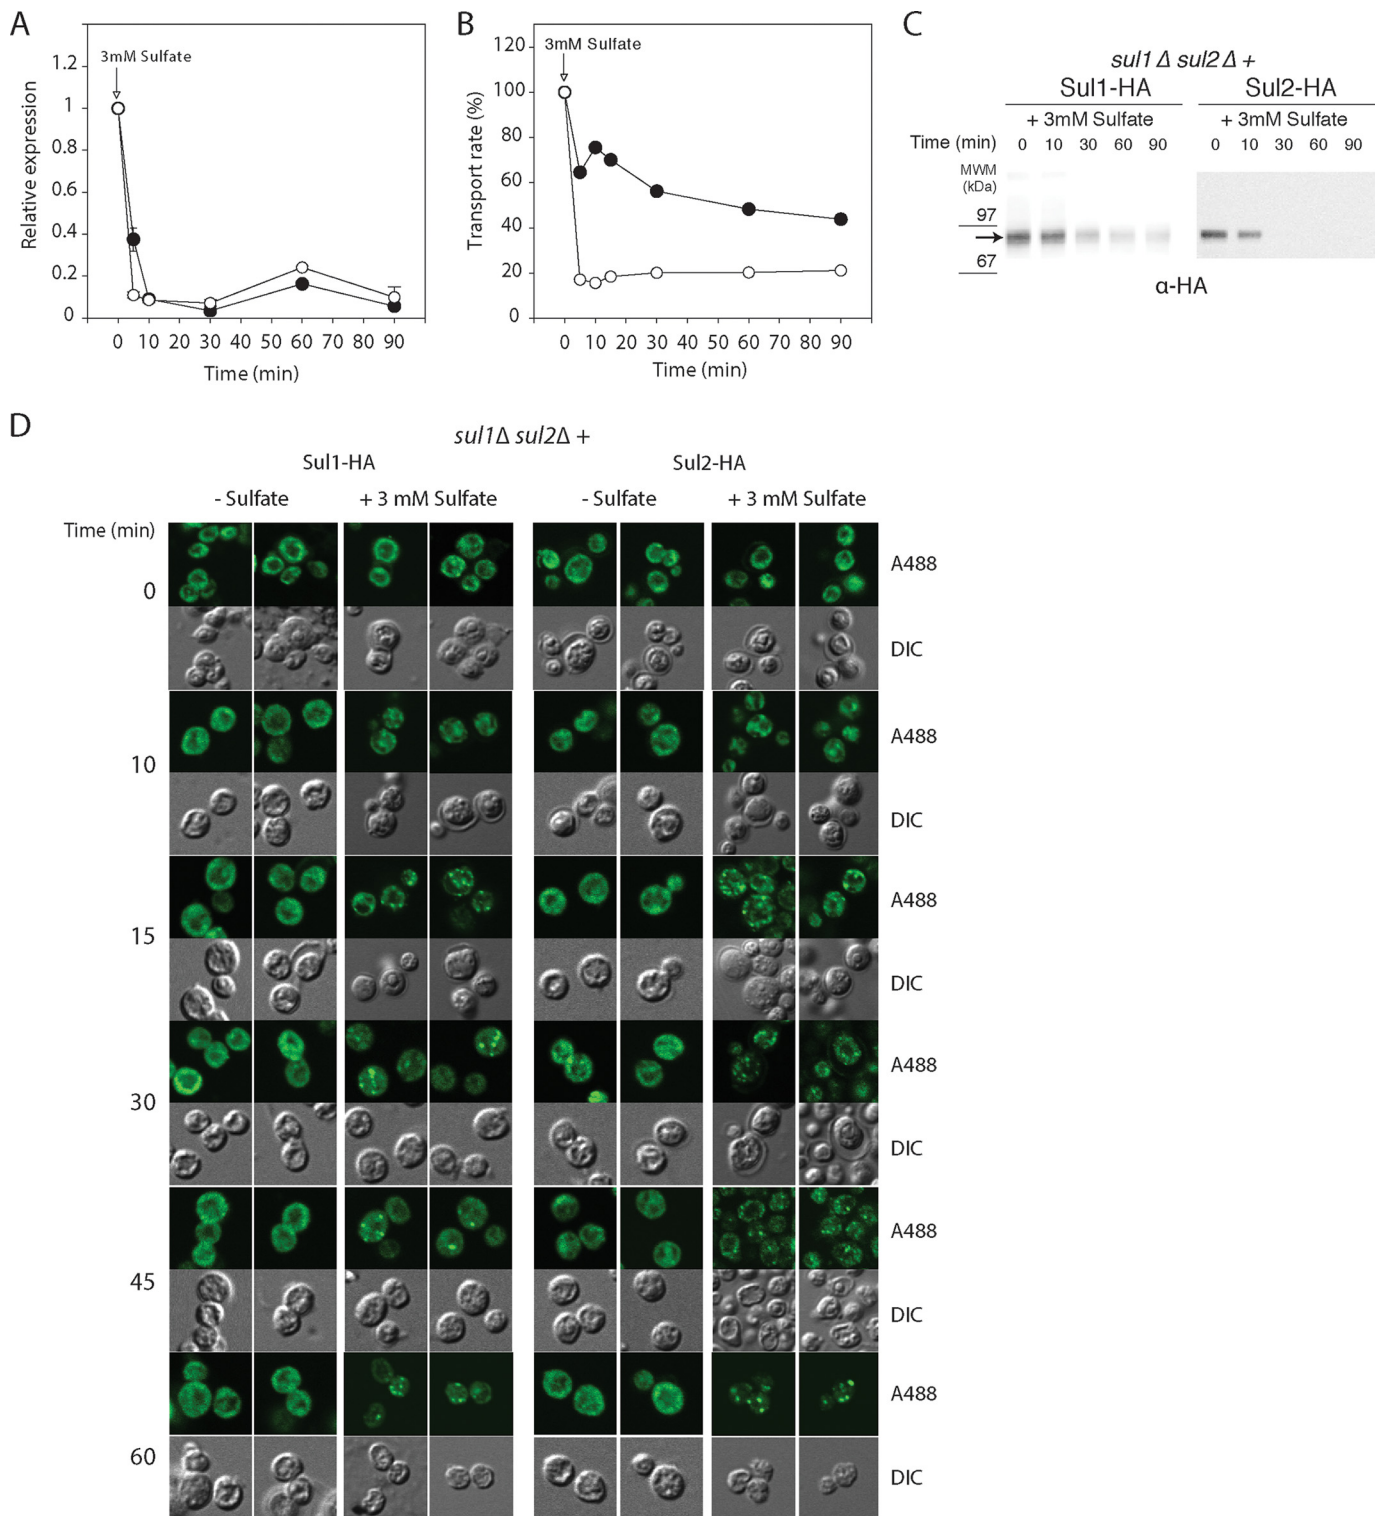 A
3mM Sulfate
Relative expression
1.2
1
0.8
0.6
0.4
0.2
0
0 10 20 30 40 50 60 70 80 90
Time (min)
B
3mM Sulfate
Transport rate (%)
120
100
80
60
40
20
0
0 10 20 30 40 50 60 70 80 90
Time (min)
C
sul1 Δ sul2 Δ +
Sul1-HA Sul2-HA
+ 3mM Sulfate + 3mM Sulfate
Time (min) 0 10 30 60 90 0 10 30 60 90
MWM
(kDa)
97
67
α-HA
D
sul1Δ sul2Δ +
Sul1-HA Sul2-HA
- Sulfate + 3 mM Sulfate - Sulfate + 3 mM Sulfate
Time (min)
A488
0
DIC
A488
10
DIC
A488
15
DIC
A488
30
DIC
A488
45
DIC
A488
60
DIC